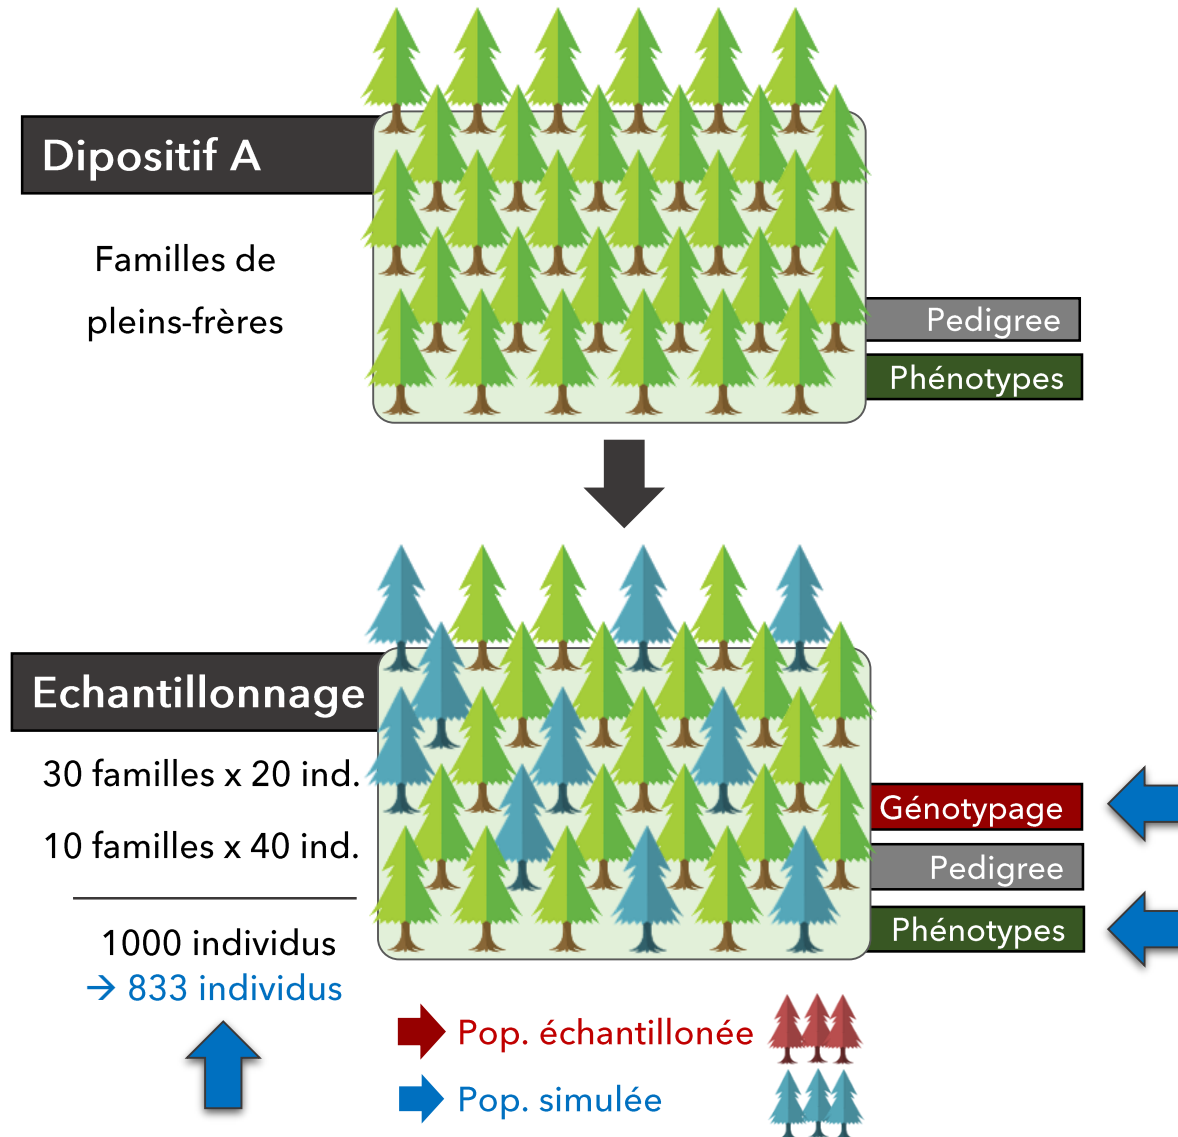 Dipositif A
Familles de
pleins-frères
Pedigree
Phénotypes
Echantillonnage
30 familles x 20 ind.
10 familles x 40 ind.
1000 individus
→ 833 individus
Génotypage
Pedigree
Phénotypes
Pop. échantillonée
Pop. simulée